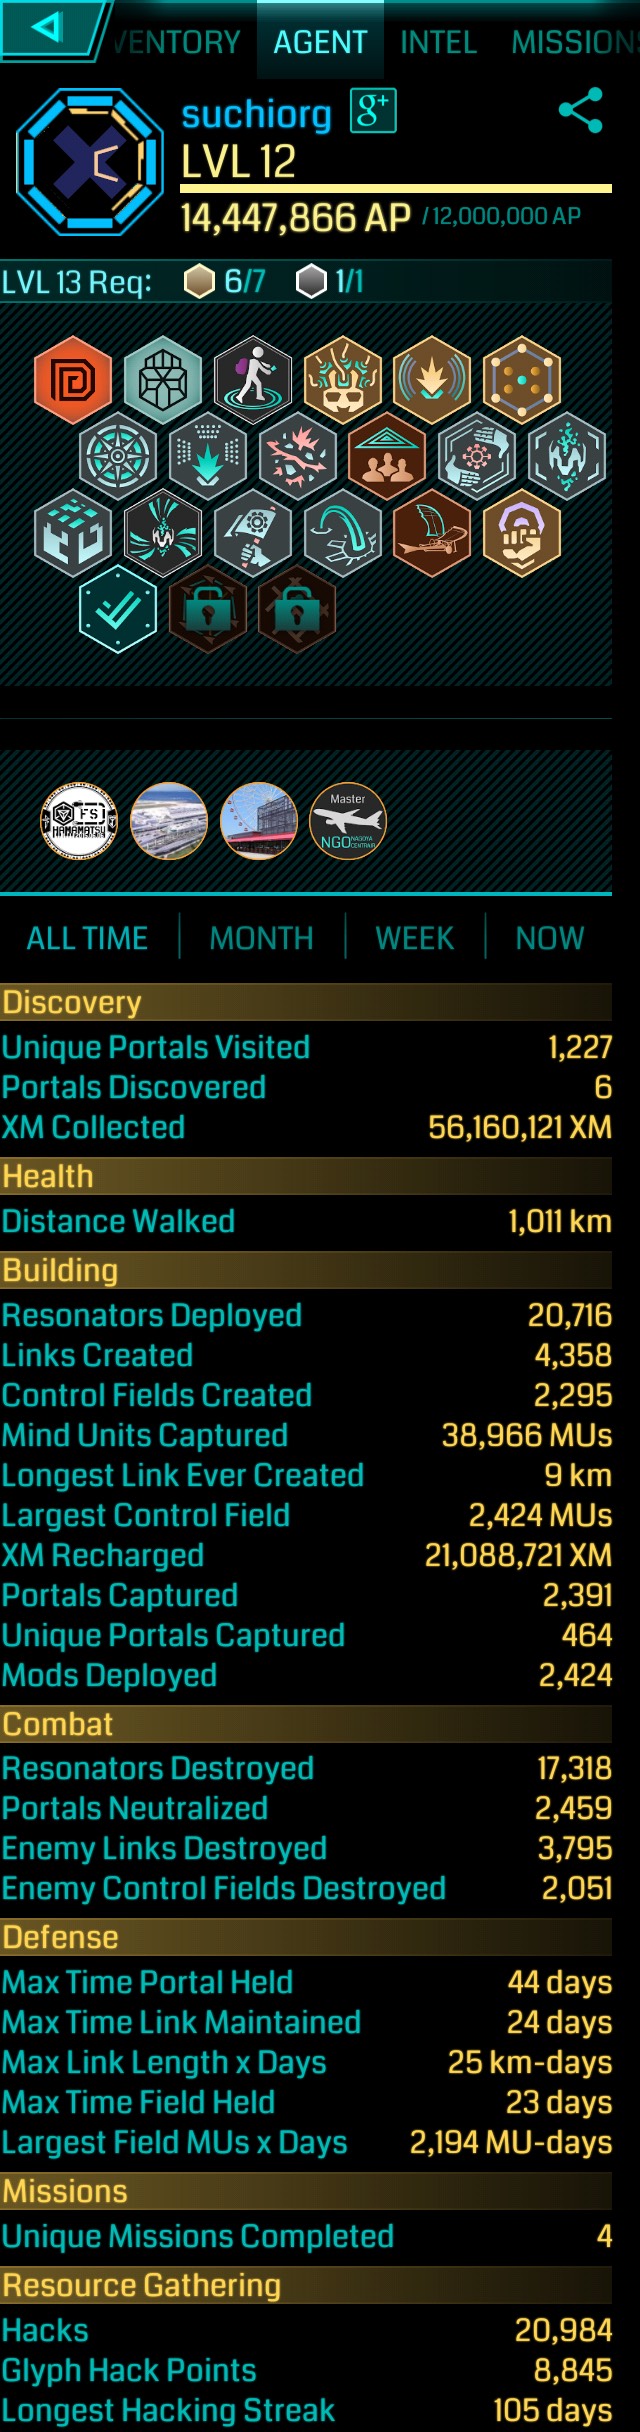 VENTORY AGENT INTEL MISSIONS
suchiorg g+
LVL 12
14,447,866 AP / 12,000,000 AP
LVL 13 Req: 6/7 1/1
FS
HAMAMATSU
Master
NGO NAGOYA CENTRAIR
ALL TIME MONTH WEEK NOW
Discovery
Unique Portals Visited 1,227
Portals Discovered 6
XM Collected 56,160,121 XM
Health
Distance Walked 1,011 km
Building
Resonators Deployed 20,716
Links Created 4,358
Control Fields Created 2,295
Mind Units Captured 38,966 MUs
Longest Link Ever Created 9 km
Largest Control Field 2,424 MUs
XM Recharged 21,088,721 XM
Portals Captured 2,391
Unique Portals Captured 464
Mods Deployed 2,424
Combat
Resonators Destroyed 17,318
Portals Neutralized 2,459
Enemy Links Destroyed 3,795
Enemy Control Fields Destroyed 2,051
Defense
Max Time Portal Held 44 days
Max Time Link Maintained 24 days
Max Link Length x Days 25 km-days
Max Time Field Held 23 days
Largest Field MUs x Days 2,194 MU-days
Missions
Unique Missions Completed 4
Resource Gathering
Hacks 20,984
Glyph Hack Points 8,845
Longest Hacking Streak 105 days